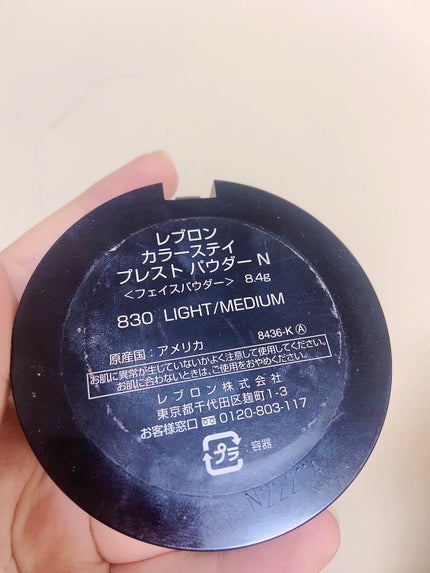 レブロン
カラーステイ
プレスト パウダー N
＜フェイスパウダー＞ 8.4g
830 LIGHT/MEDIUM
8436-K Ⓐ
原産国：アメリカ
お肌に異常が生じていないかよく注意して使用してください。
お肌に合わないときは、ご使用をおやめください。
レブロン株式会社
東京都千代田区麹町1-3
お客様窓口 0120-803-117
プラ ：容器